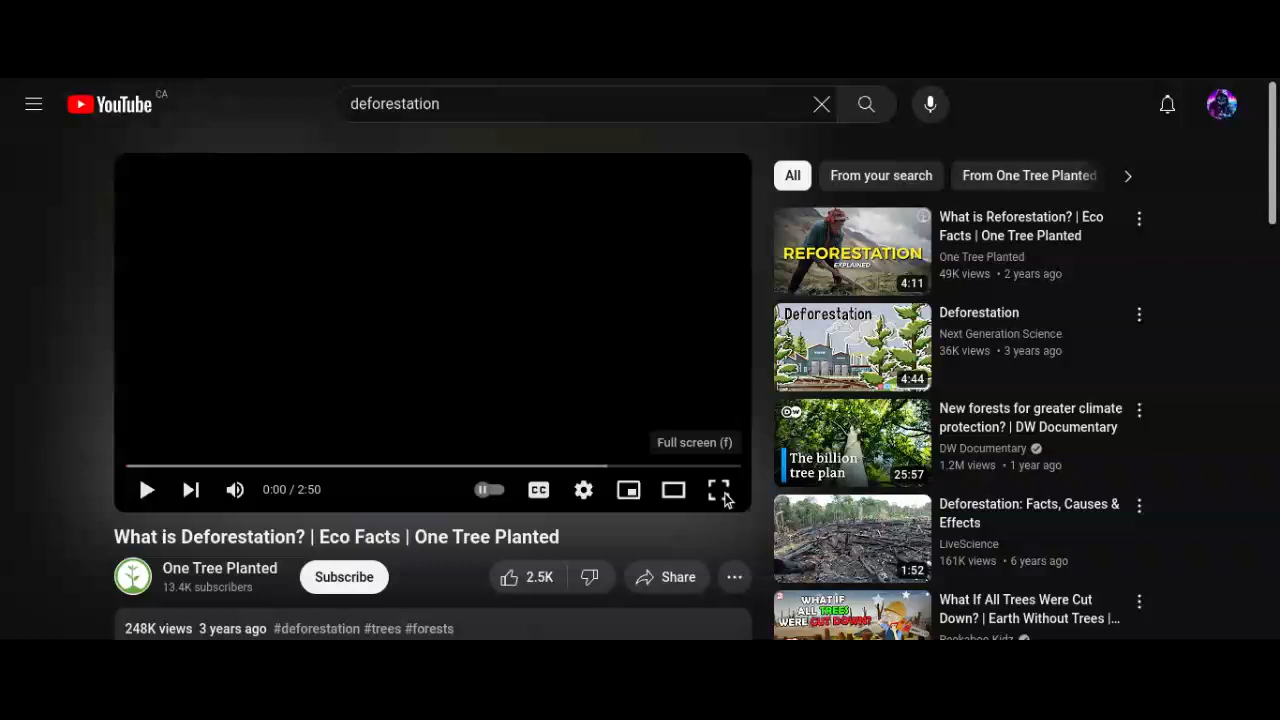 YouTube CA
deforestation
All
From your search
From One Tree Planted
REFORESTATION
EXPLAINED
4:11
What is Reforestation? | Eco
Facts | One Tree Planted
One Tree Planted
49K views • 2 years ago
Deforestation
4:44
Deforestation
Next Generation Science
36K views • 3 years ago
DW
The billion
tree plan
25:57
New forests for greater climate
protection? | DW Documentary
DW Documentary
1.2M views • 1 year ago
1:52
Deforestation: Facts, Causes &
Effects
LiveScience
161K views • 6 years ago
WHAT IF
ALL TREES
WERE CUT DOWN?
What If All Trees Were Cut
Down? | Earth Without Trees |...
Peekaboo Kidz
Full screen (f)
0:00 / 2:50
CC
What is Deforestation? | Eco Facts | One Tree Planted
One Tree Planted
13.4K subscribers
Subscribe
2.5K
Share
248K views 3 years ago #deforestation #trees #forests